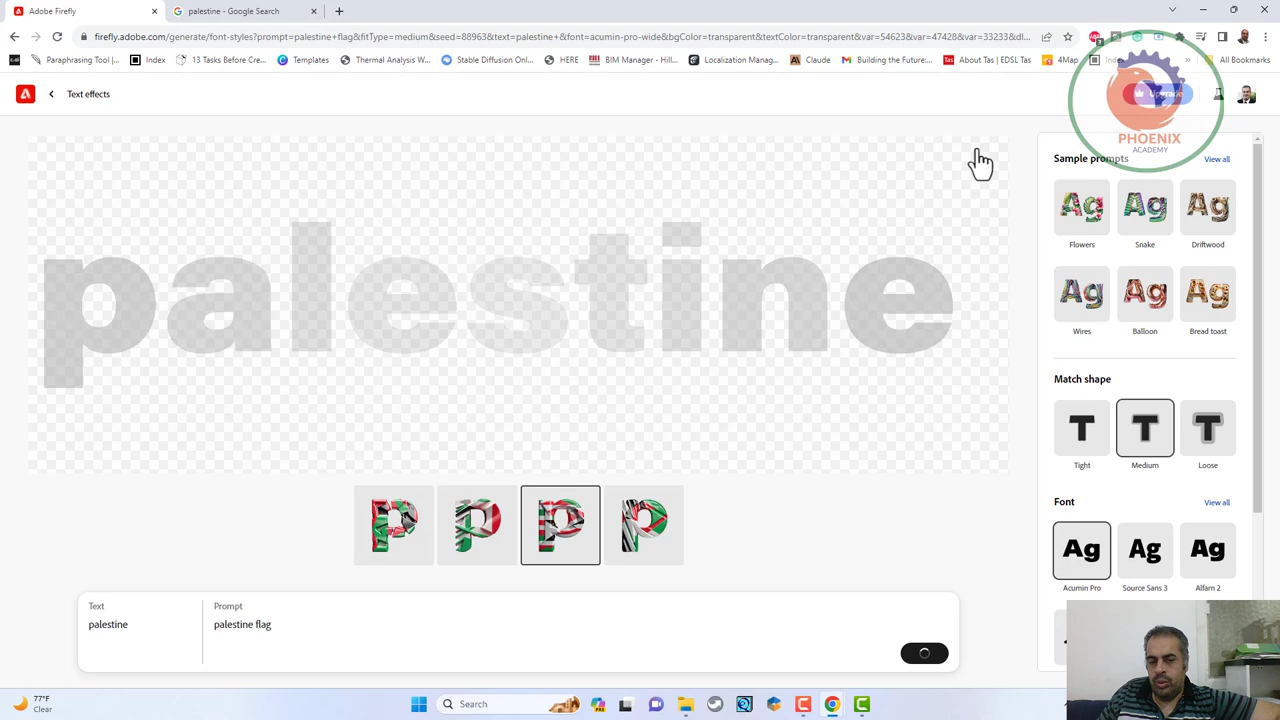 Adobe Firefly
palestine - Google Search
firefly.adobe.com/generate/font-styles?prompt=palestine+flag&fitType=medium&seed=88963&text=palestine+&font=acumin-pro-wide&bgColor=transparent&textColor=transparent&var=54623&var=47428&var=33233&dl...
Paraphrasing Tool |...
Index
13 Tasks Before Cre...
Templates
Thermal Analysis W...
Stable Diffusion Onl...
HERE
BIM Manager - Hill...
Localization Manag...
Claude
Building the Future:...
About Tas | EDSL Tas
4Map
Index
»
All Bookmarks
Text effects
Upgrade
PHOENIX
ACADEMY
Sample prompts
View all
palestine
Flowers
Snake
Driftwood
Wires
Balloon
Bread toast
Match shape
Tight
Medium
Loose
Font
View all
Acumin Pro
Source Sans 3
Alfarn 2
Text
palestine
Prompt
palestine flag
77°F
Clear
Search